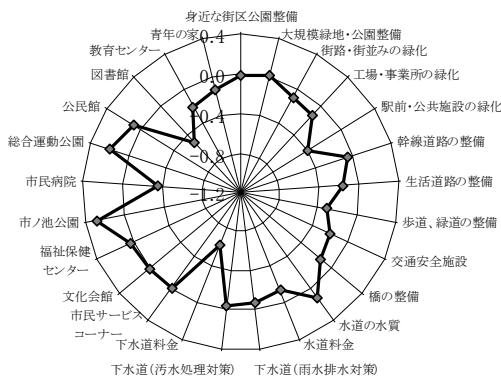 身近な街区公園整備
大規模緑地・公園整備
街路・街並みの緑化
工場・事業所の緑化
駅前・公共施設の緑化
幹線道路の整備
生活道路の整備
歩道、緑道の整備
交通安全施設
橋の整備
水道の水質
水道料金
下水道(雨水排水対策)
下水道(汚水処理対策)
下水道料金
市民サービス
コーナー
文化会館
福祉保健
センター
市ノ池公園
市民病院
総合運動公園
公民館
図書館
教育センター
青年の家
0.4
0.0
-0.4
-0.8
-1.2